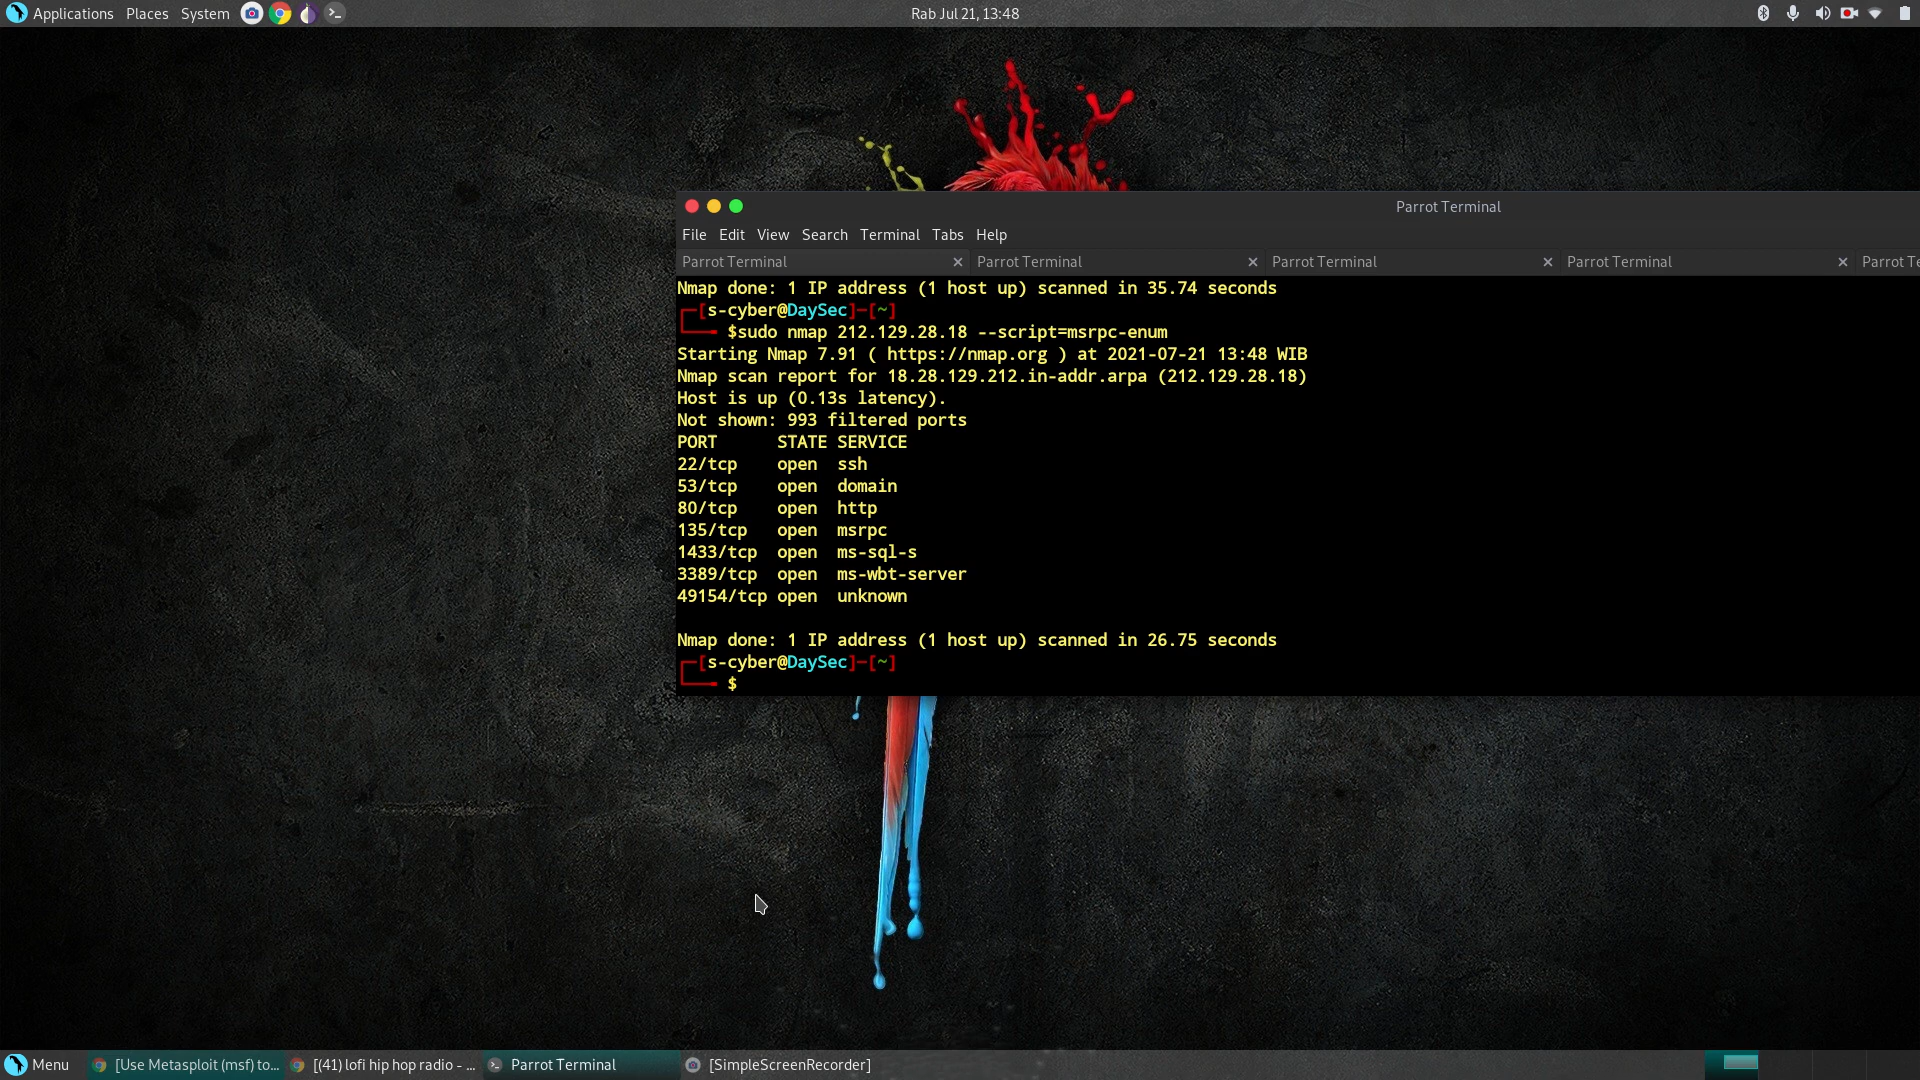 Applications Places System
Rab Jul 21, 13:48
Parrot Terminal
File Edit View Search Terminal Tabs Help
Parrot Terminal Parrot Terminal Parrot Terminal Parrot Terminal Parrot Te
Nmap done: 1 IP address (1 host up) scanned in 35.74 seconds
┌─[s-cyber@DaySec]─[~]
└──╼ $sudo nmap 212.129.28.18 --script=msrpc-enum
Starting Nmap 7.91 ( https://nmap.org ) at 2021-07-21 13:48 WIB
Nmap scan report for 18.28.129.212.in-addr.arpa (212.129.28.18)
Host is up (0.13s latency).
Not shown: 993 filtered ports
PORT      STATE SERVICE
22/tcp    open  ssh
53/tcp    open  domain
80/tcp    open  http
135/tcp   open  msrpc
1433/tcp  open  ms-sql-s
3389/tcp  open  ms-wbt-server
49154/tcp open  unknown
Nmap done: 1 IP address (1 host up) scanned in 26.75 seconds
┌─[s-cyber@DaySec]─[~]
└──╼ $
Menu [Use Metasploit (msf) to... [(41) lofi hip hop radio - ... Parrot Terminal [SimpleScreenRecorder]